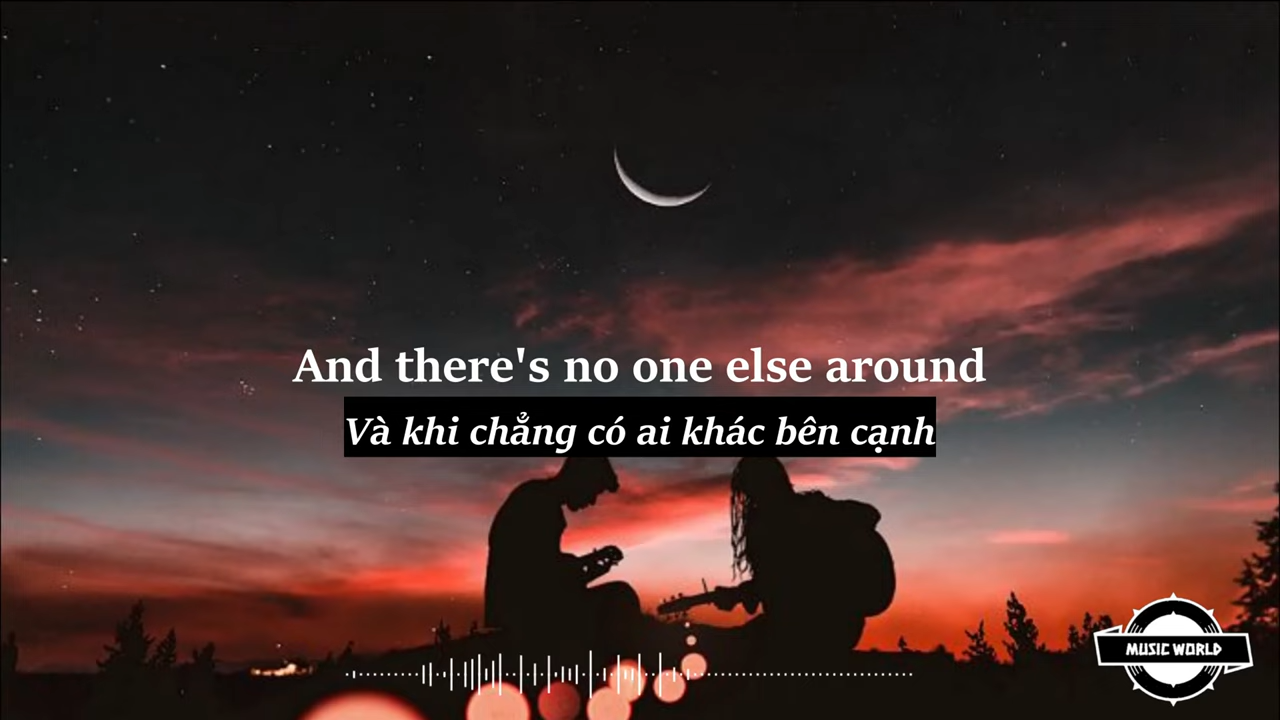 And there's no one else around
Và khi chẳng có ai khác bên cạnh
MUSIC WORLD